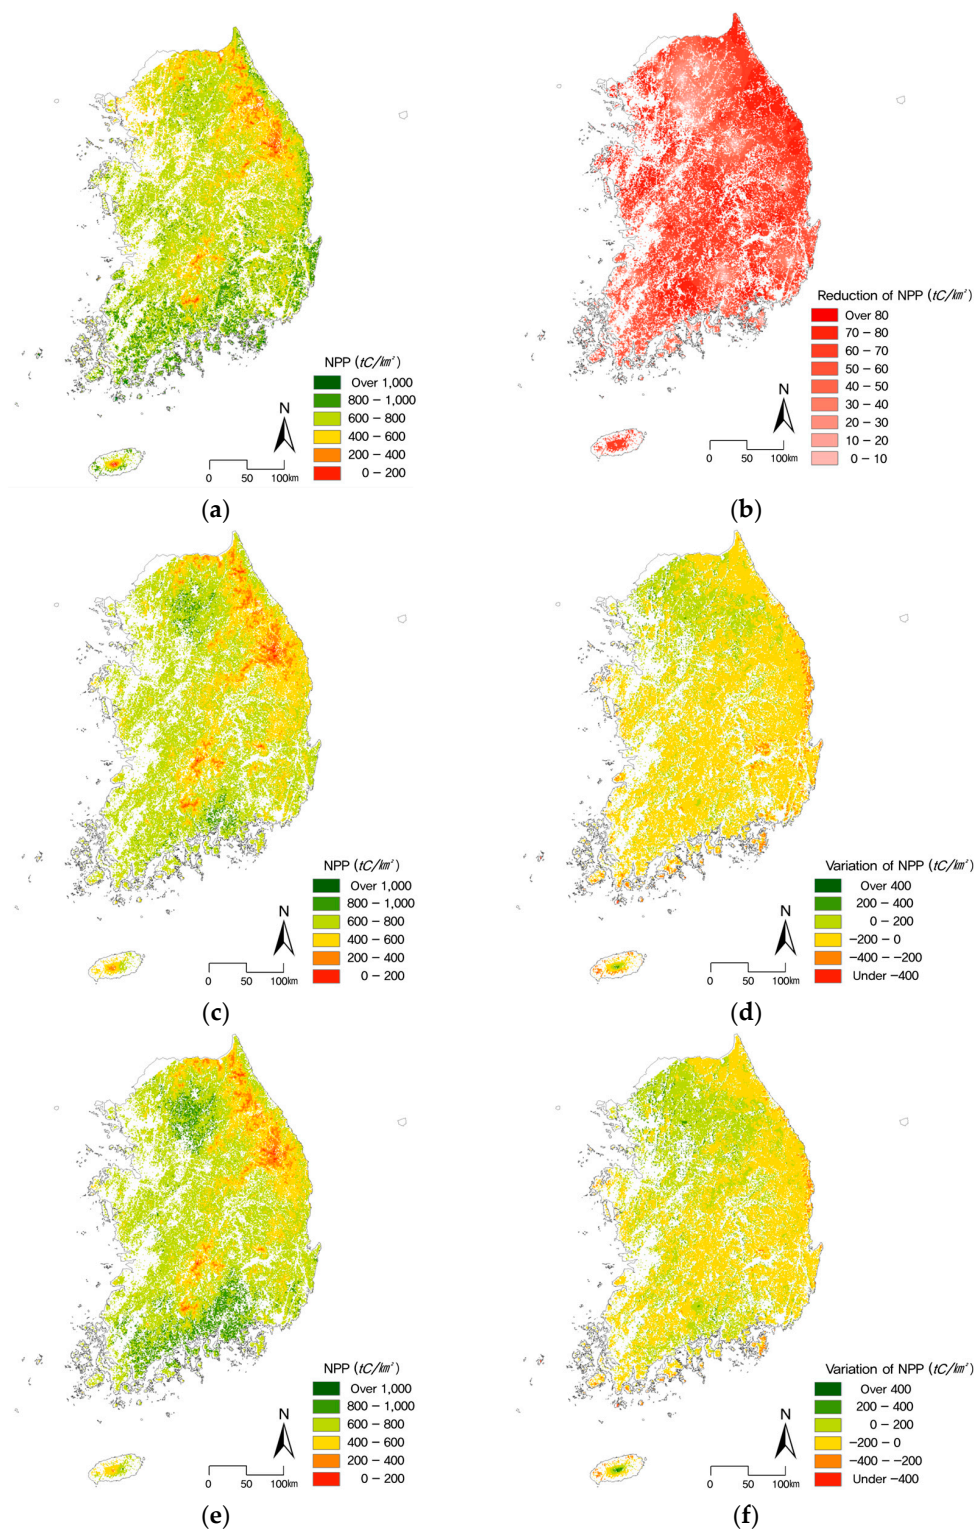 NPP (tC/㎢)
Over 1,000
800 – 1,000
600 – 800
400 – 600
200 – 400
0 – 200
N
0 50 100km
(a)
Reduction of NPP (tC/㎢)
Over 80
70 – 80
60 – 70
50 – 60
40 – 50
30 – 40
20 – 30
10 – 20
0 – 10
N
0 50 100km
(b)
NPP (tC/㎢)
Over 1,000
800 – 1,000
600 – 800
400 – 600
200 – 400
0 – 200
N
0 50 100km
(c)
Variation of NPP (tC/㎢)
Over 400
200 – 400
0 – 200
−200 – 0
−400 – −200
Under −400
N
0 50 100km
(d)
NPP (tC/㎢)
Over 1,000
800 – 1,000
600 – 800
400 – 600
200 – 400
0 – 200
N
0 50 100km
(e)
Variation of NPP (tC/㎢)
Over 400
200 – 400
0 – 200
−200 – 0
−400 – −200
Under −400
N
0 50 100km
(f)